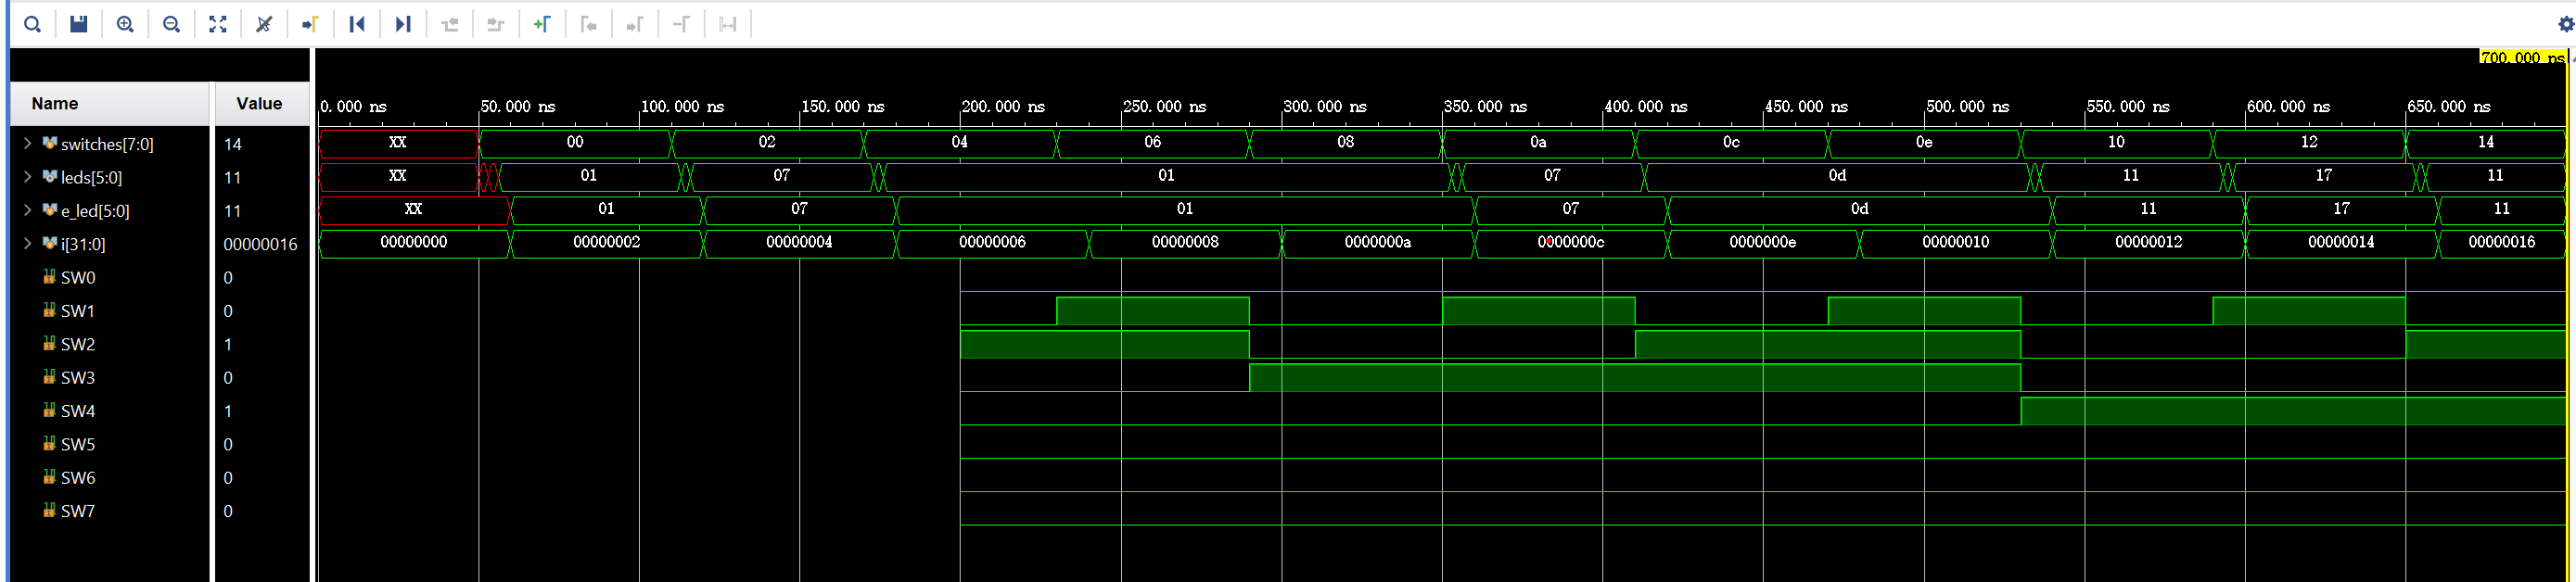 700.000 ns
Name Value
0.000 ns 50.000 ns 100.000 ns 150.000 ns 200.000 ns 250.000 ns 300.000 ns 350.000 ns 400.000 ns 450.000 ns 500.000 ns 550.000 ns 600.000 ns 650.000 ns
switches[7:0] 14 XX 00 02 04 06 08 0a 0c 0e 10 12 14
leds[5:0] 11 XX 01 07 01 07 0d 11 17 11
e_led[5:0] 11 XX 01 07 01 07 0d 11 17 11
i[31:0] 00000016 00000000 00000002 00000004 00000006 00000008 0000000a 0000000c 0000000e 00000010 00000012 00000014 00000016
SW0 0
SW1 0
SW2 1
SW3 0
SW4 1
SW5 0
SW6 0
SW7 0